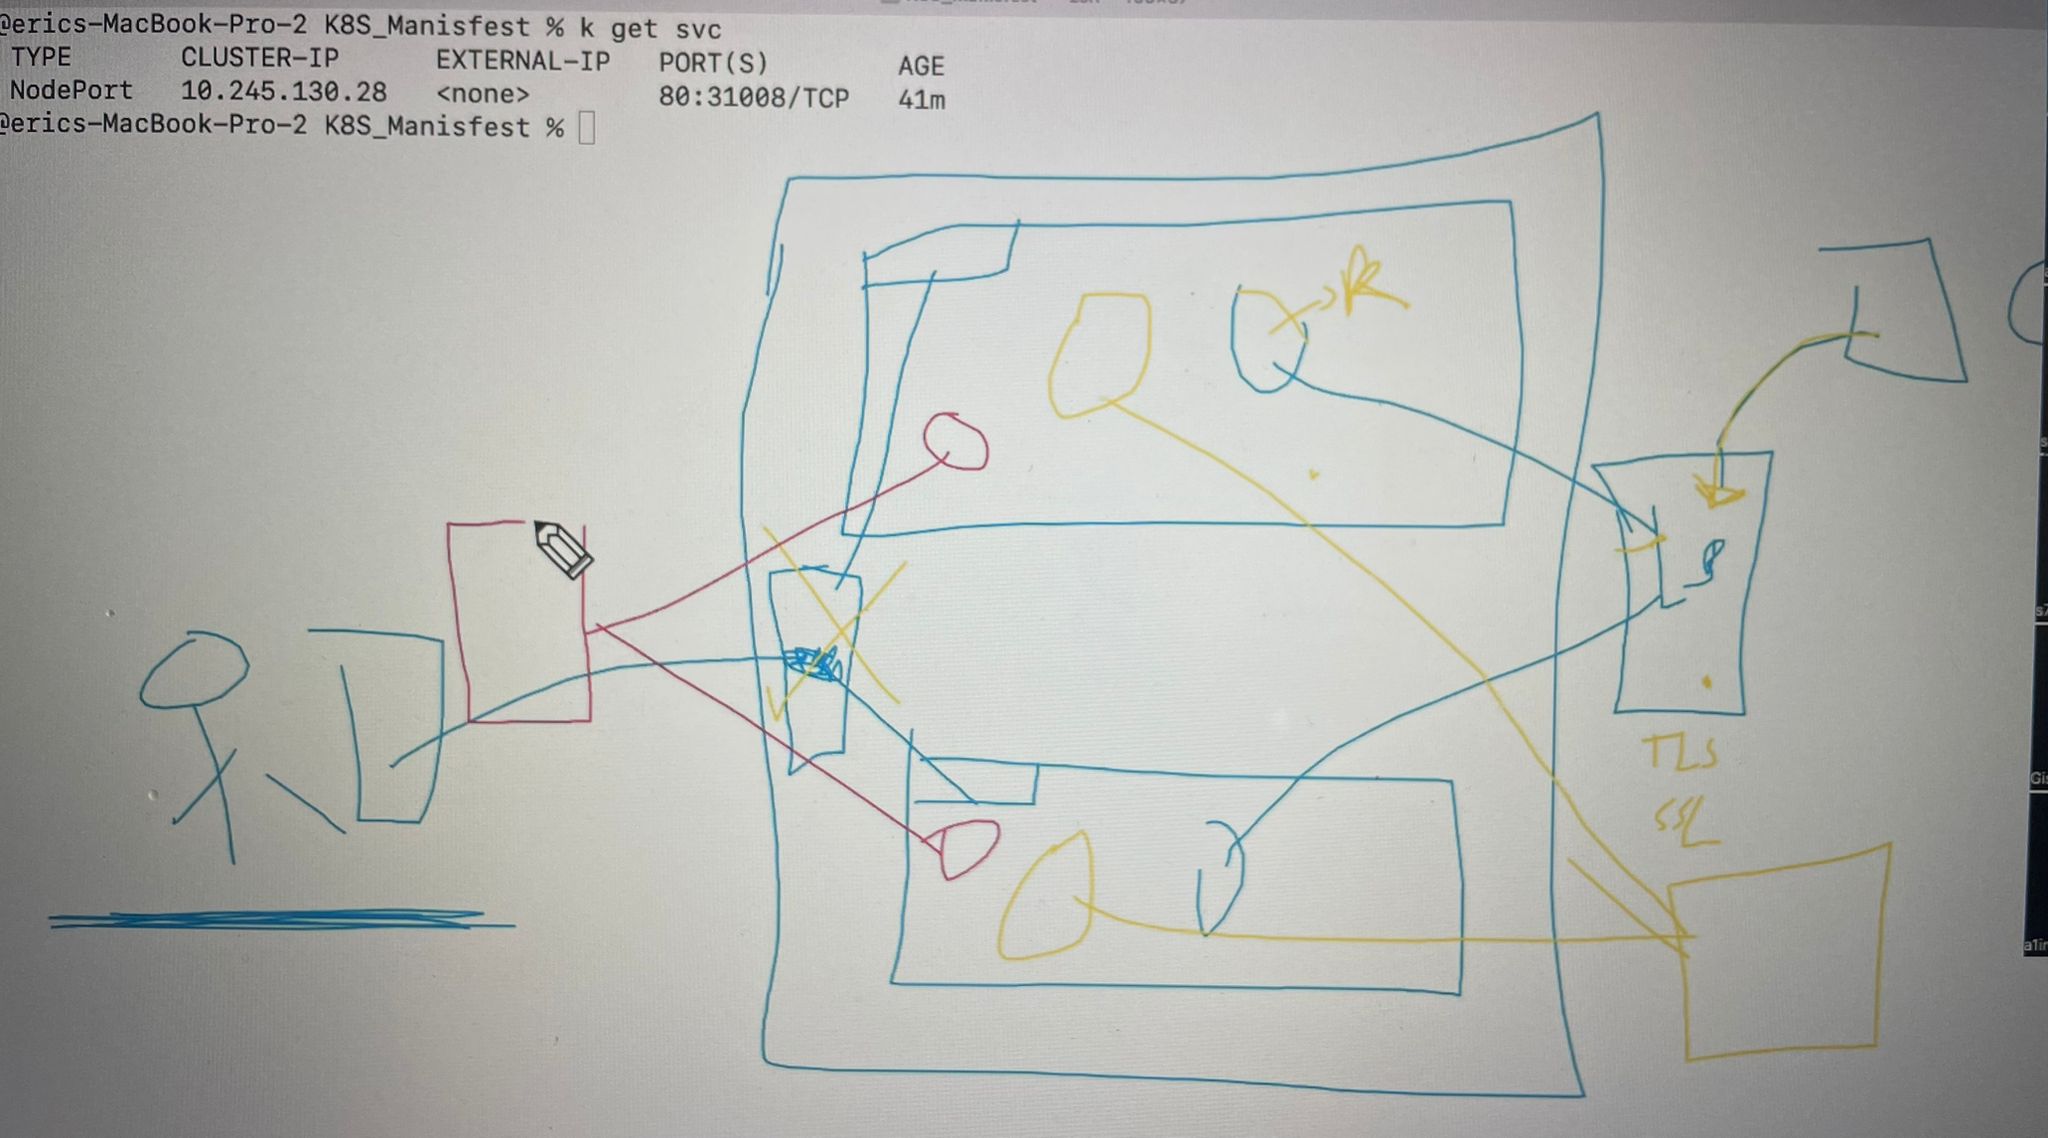 @erics-MacBook-Pro-2 K8S_Manisfest % k get svc
TYPE CLUSTER-IP EXTERNAL-IP PORT(S) AGE
NodePort 10.245.130.28 <none> 80:31008/TCP 41m
@erics-MacBook-Pro-2 K8S_Manisfest %
TLS
SSL